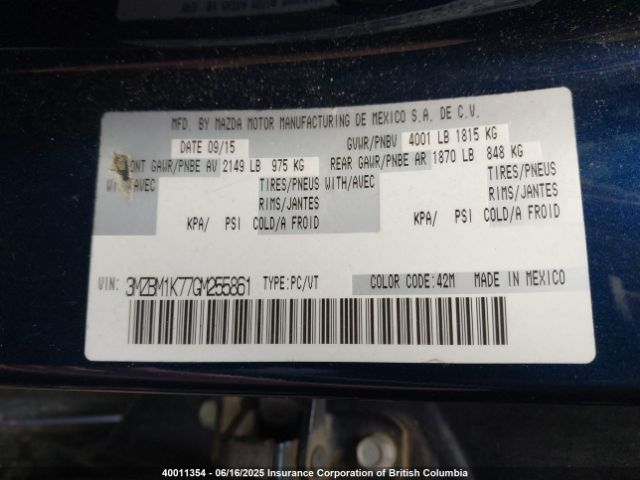 MFD. BY MAZDA MOTOR MANUFACTURING DE MEXICO S.A. DE C.V.
DATE 09/15 GVWR/PNBV 4001 LB 1815 KG
FRONT GAWR/PNBE AV 2149 LB 975 KG REAR GAWR/PNBE AR 1870 LB 848 KG
WITH/AVEC TIRES/PNEUS WITH/AVEC TIRES/PNEUS
RIMS/JANTES RIMS/JANTES
KPA/ PSI COLD/A FROID KPA/ PSI COLD/A FROID
VIN: 3MZBM1K77GM255861 TYPE:PC/VT COLOR CODE:42M MADE IN MEXICO
40011354 - 06/16/2025 Insurance Corporation of British Columbia